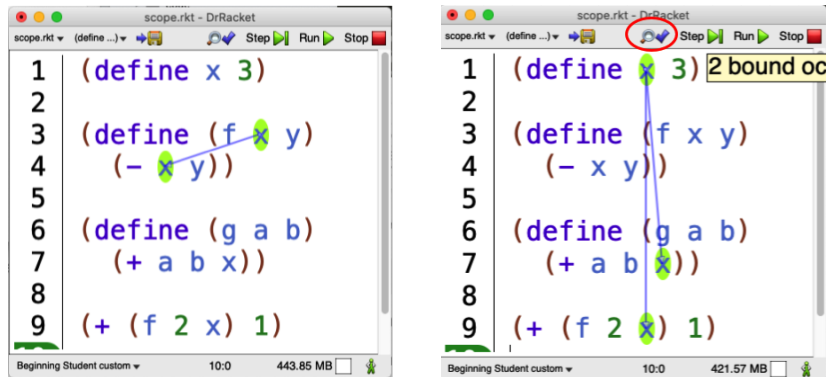 scope.rkt - DrRacket
scope.rkt (define ...) Step Run Stop
1 (define x 3)
2
3 (define (f x y)
4 (- x y))
5
6 (define (g a b)
7 (+ a b x))
8
9 (+ (f 2 x) 1)
Beginning Student custom 10:0 443.85 MB
scope.rkt - DrRacket
scope.rkt (define ...) Step Run Stop
1 (define x 3) 2 bound oc
2
3 (define (f x y)
4 (- x y))
5
6 (define (g a b)
7 (+ a b x))
8
9 (+ (f 2 x) 1)
Beginning Student custom 10:0 421.57 MB